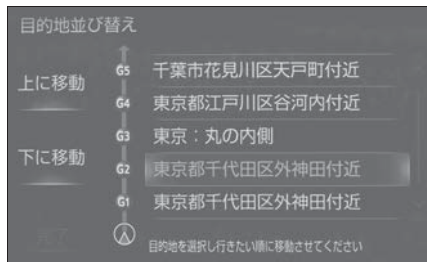 目的地並び替え
上に移動
下に移動
G5 千葉市花見川区天戸町付近
G4 東京都江戸川区谷河内付近
G3 東京：丸の内側
G2 東京都千代田区外神田付近
G1 東京都千代田区外神田付近
完了
目的地を選択し行きたい順に移動させてください